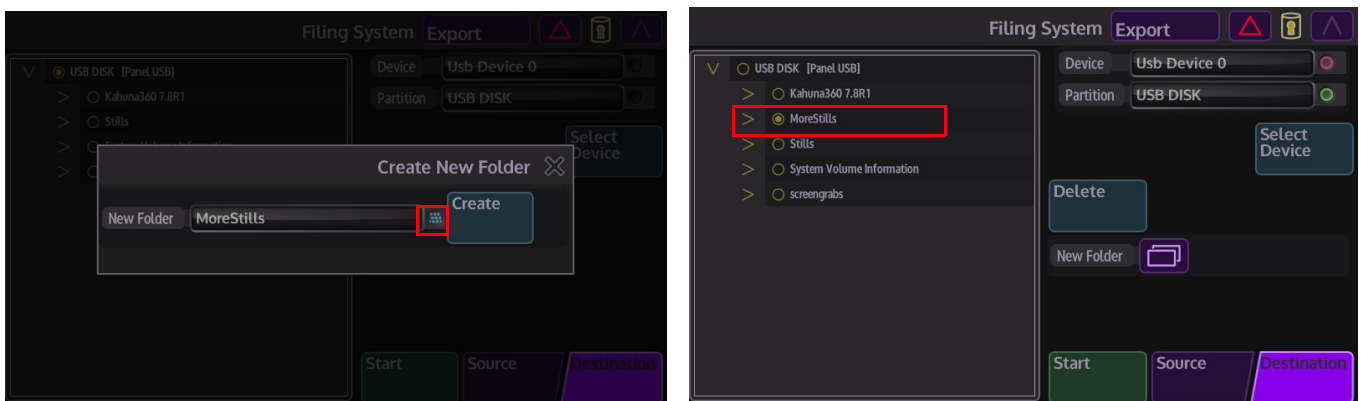 Filing System Export
USB DISK [Panel USB]
Kahuna360 7.8R1
Stills
System Volume Information
Device Usb Device 0
Partition USB DISK
Select
Device
Create New Folder
New Folder MoreStills
Create
Start Source Destination
Filing System Export
USB DISK [Panel USB]
Kahuna360 7.8R1
MoreStills
Stills
System Volume Information
screengrabs
Device Usb Device 0
Partition USB DISK
Select
Device
Delete
New Folder
Start Source Destination